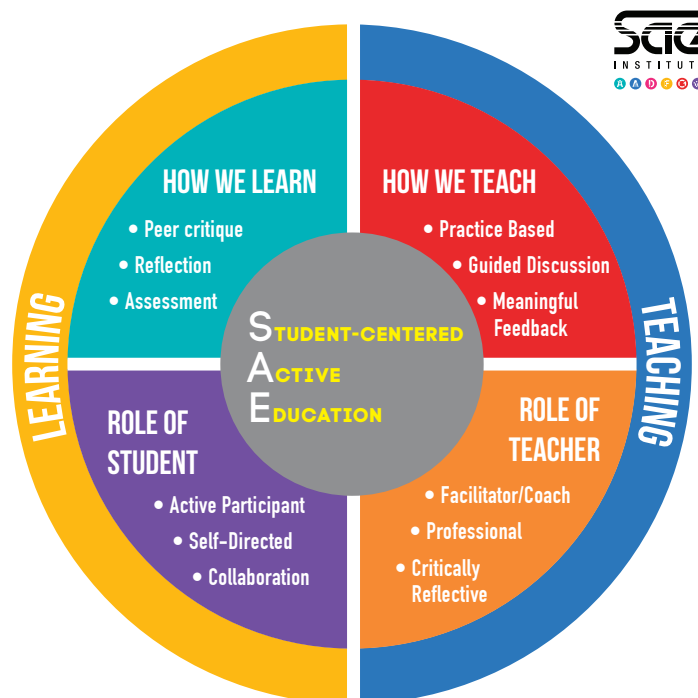 sae
INSTITUT
A A D F G
HOW WE LEARN
• Peer critique
• Reflection
• Assessment
HOW WE TEACH
• Practice Based
• Guided Discussion
• Meaningful
Feedback
LEARNING
TEACHING
STUDENT-CENTERED
ACTIVE
EDUCATION
ROLE OF
STUDENT
• Active Participant
• Self-Directed
• Collaboration
ROLE OF
TEACHER
• Facilitator/Coach
• Professional
• Critically
Reflective